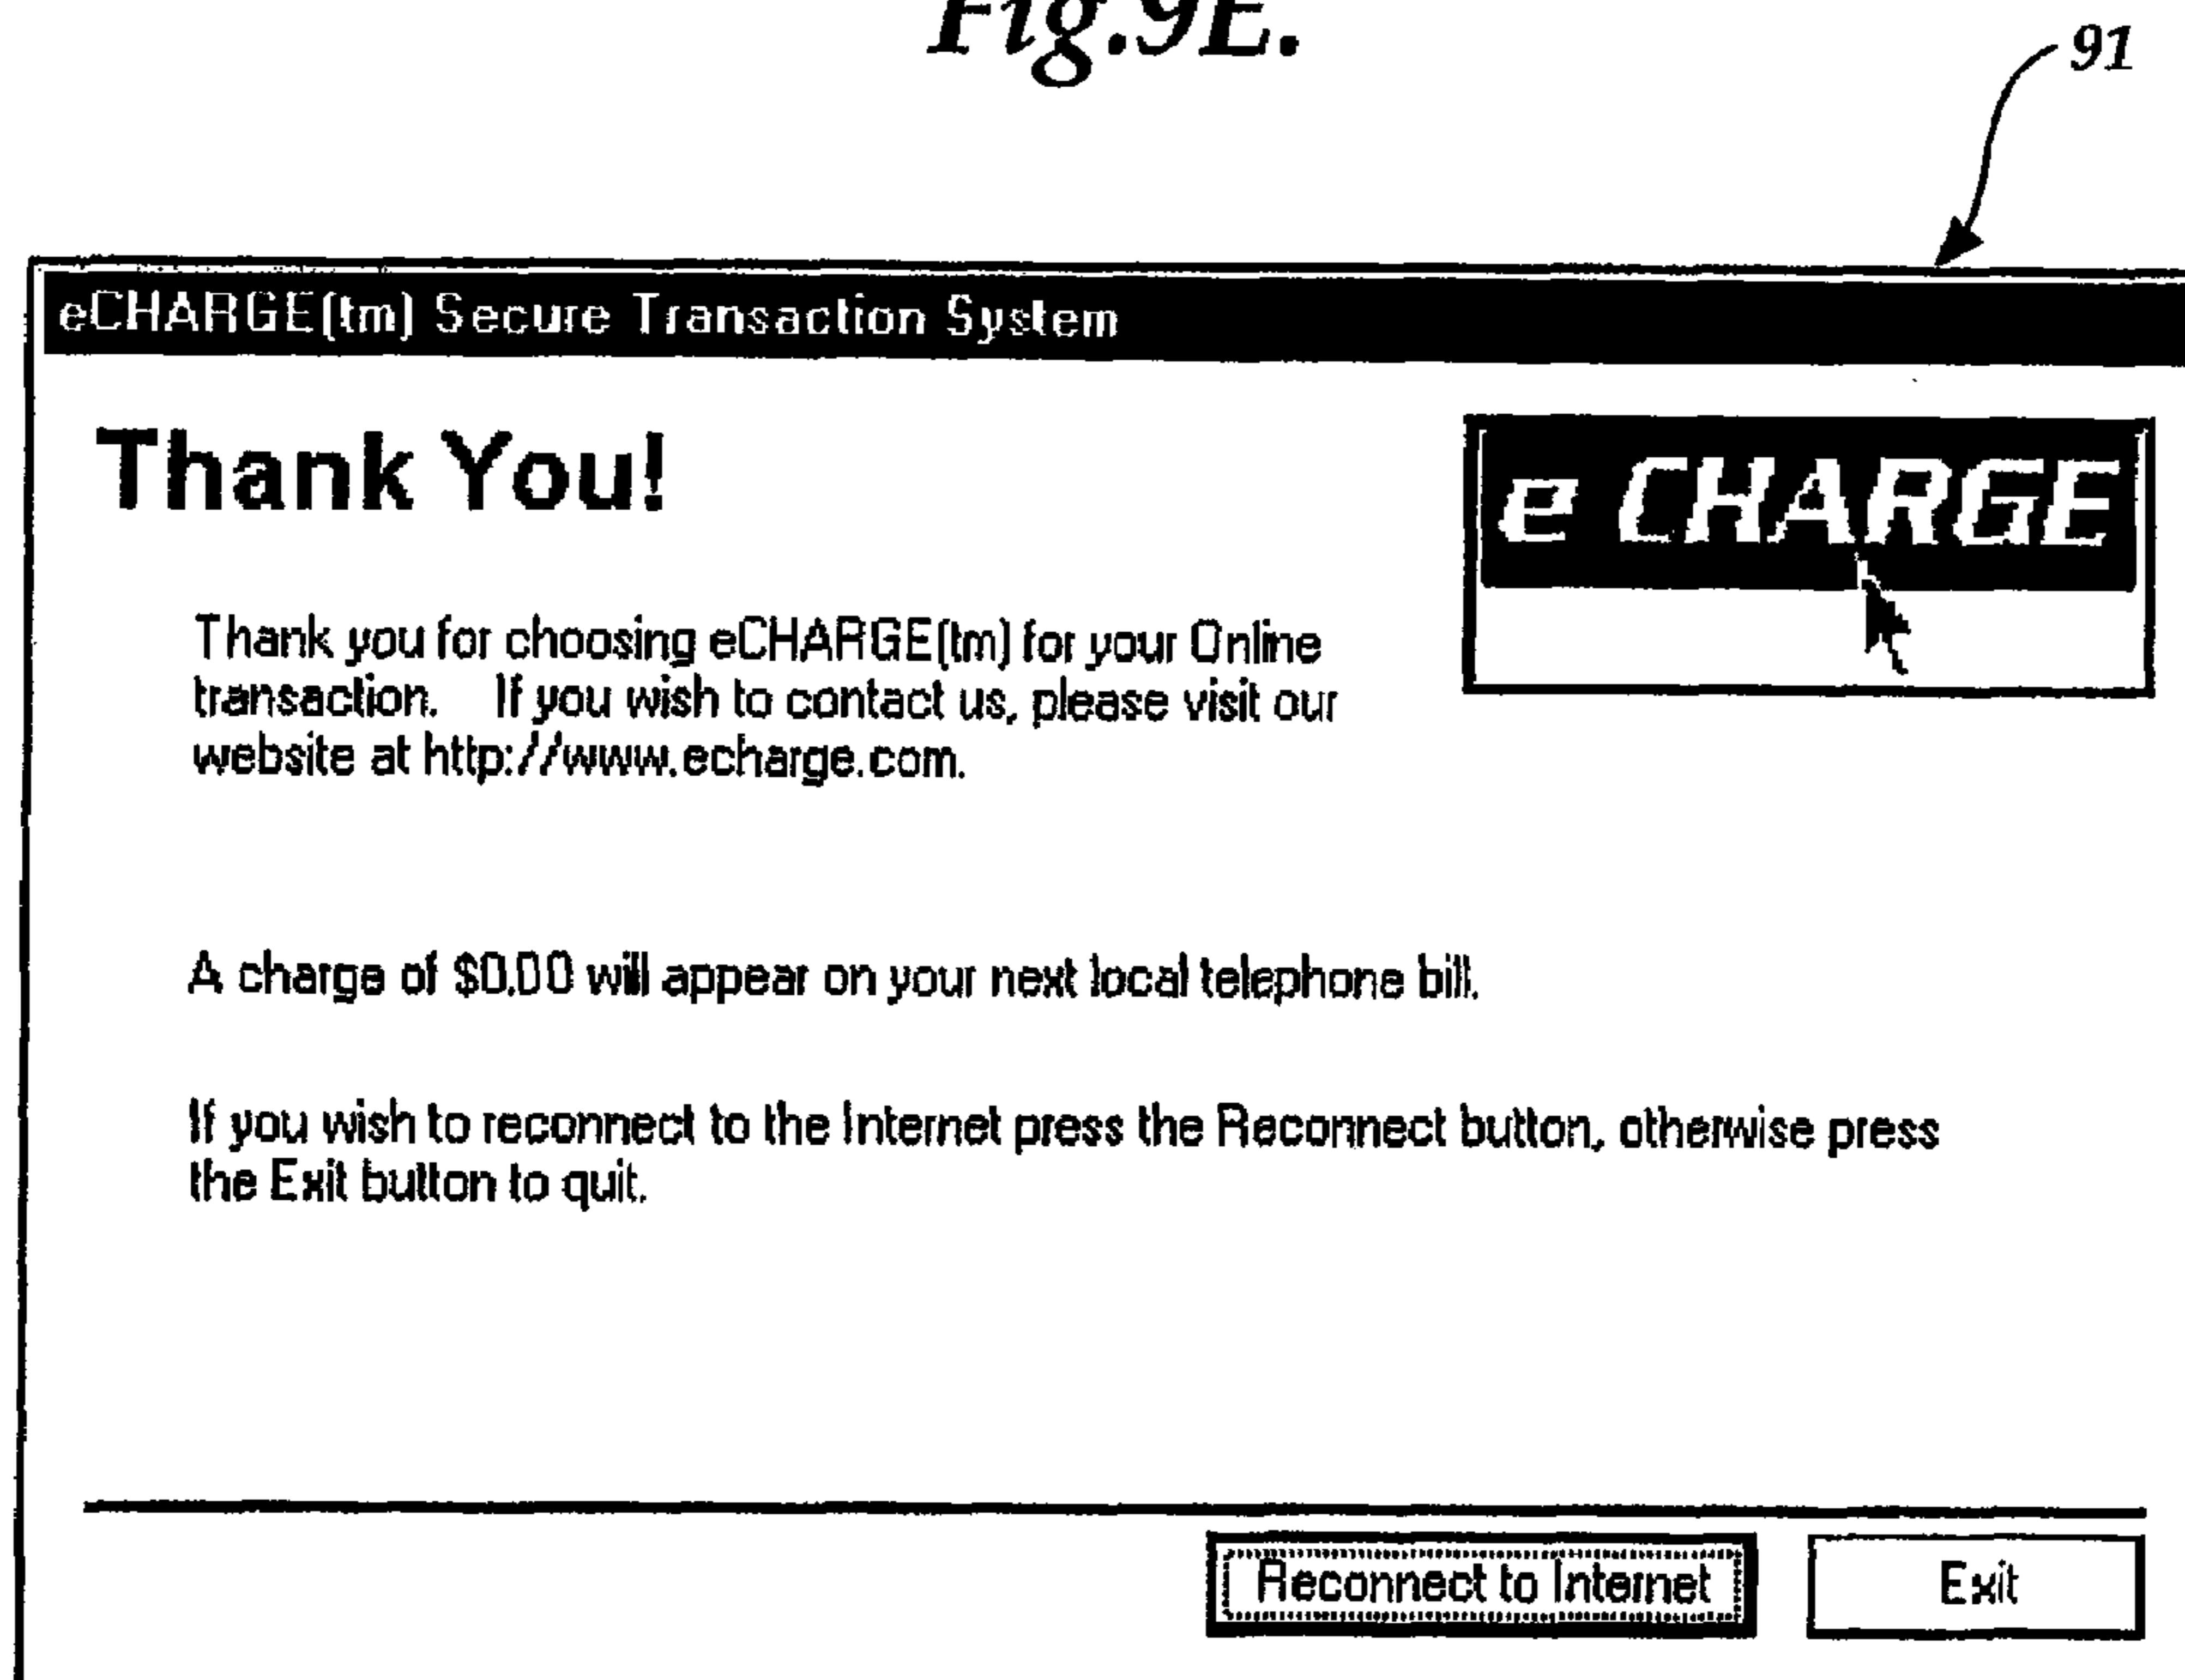 Fig.9E.
91
eCHARGE(tm) Secure Transaction System
Thank You!
e CHARGE
Thank you for choosing eCHARGE(tm) for your Online
transaction. If you wish to contact us, please visit our
website at http://www.echarge.com.
A charge of $0.00 will appear on your next local telephone bill.
If you wish to reconnect to the Internet press the Reconnect button, otherwise press
the Exit button to quit.
Reconnect to Internet
Exit